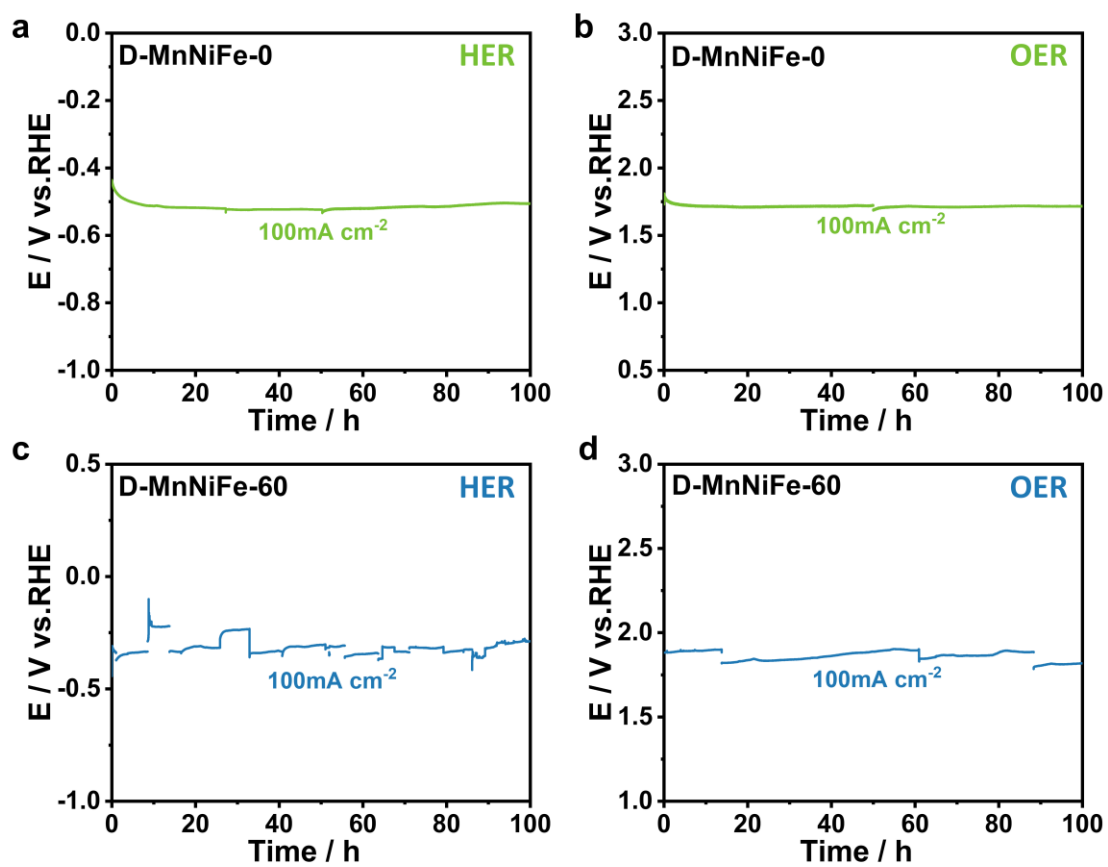 a
D-MnNiFe-0 HER
E / V vs.RHE
0.0
-0.2
-0.4
-0.6
-0.8
-1.0
100mA cm⁻²
0 20 40 60 80 100
Time / h
b
D-MnNiFe-0 OER
E / V vs.RHE
3.0
2.5
2.0
1.5
1.0
0.5
100mA cm⁻²
0 20 40 60 80 100
Time / h
c
D-MnNiFe-60 HER
E / V vs.RHE
0.5
0.0
-0.5
-1.0
100mA cm⁻²
0 20 40 60 80 100
Time / h
d
D-MnNiFe-60 OER
E / V vs.RHE
3.0
2.5
2.0
1.5
1.0
100mA cm⁻²
0 20 40 60 80 100
Time / h